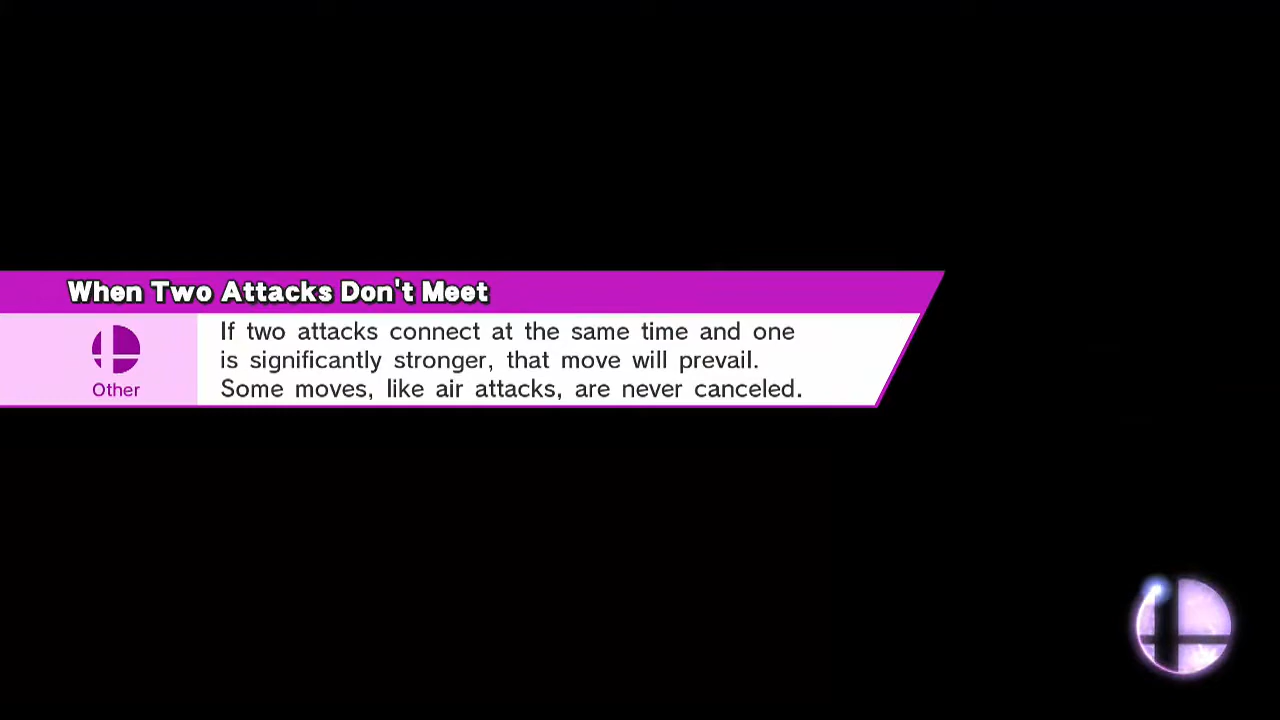 When Two Attacks Don't Meet
If two attacks connect at the same time and one
is significantly stronger, that move will prevail.
Some moves, like air attacks, are never canceled.
Other